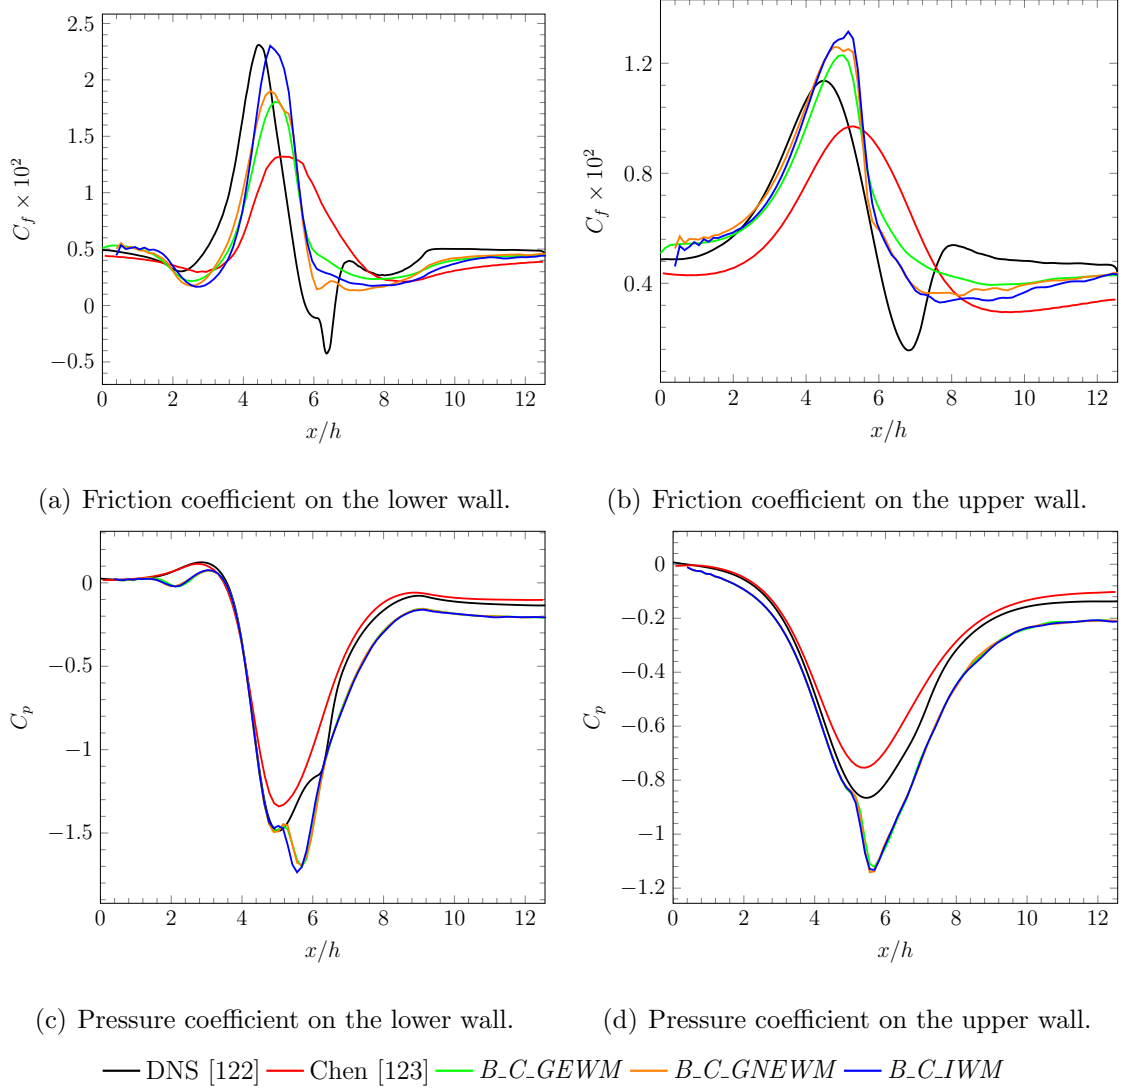 2.5
2
1.5
1
0.5
0
−0.5
C_f × 10^2
0 2 4 6 8 10 12
x/h
(a) Friction coefficient on the lower wall.
1.2
0.8
0.4
C_f × 10^2
0 2 4 6 8 10 12
x/h
(b) Friction coefficient on the upper wall.
0
−0.5
−1
−1.5
C_p
0 2 4 6 8 10 12
x/h
(c) Pressure coefficient on the lower wall.
0
−0.2
−0.4
−0.6
−0.8
−1
−1.2
C_p
0 2 4 6 8 10 12
x/h
(d) Pressure coefficient on the upper wall.
DNS [122] Chen [123] B_C_GEWM B_C_GNEWM B_C_IWM